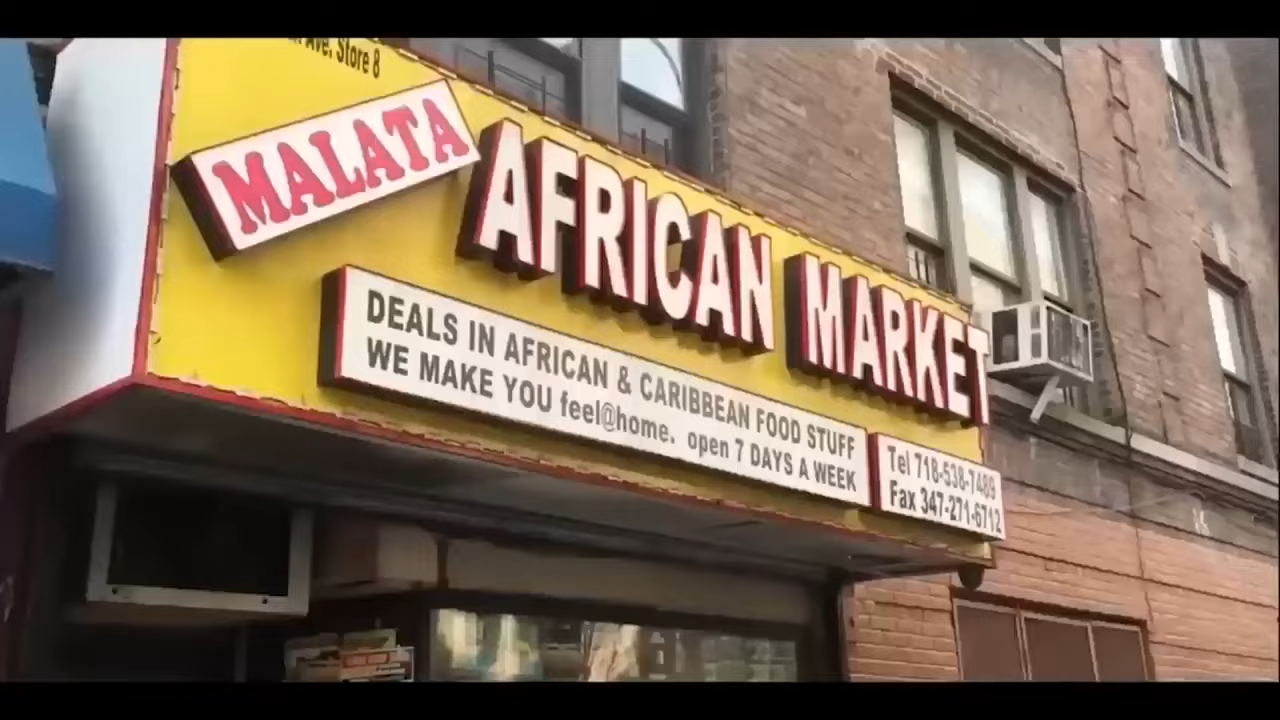 Ave. Store 8
MALATA
AFRICAN MARKET
DEALS IN AFRICAN & CARIBBEAN FOOD STUFF
WE MAKE YOU feel@home. open 7 DAYS A WEEK
Tel 718-538-7489
Fax 347-271-6712